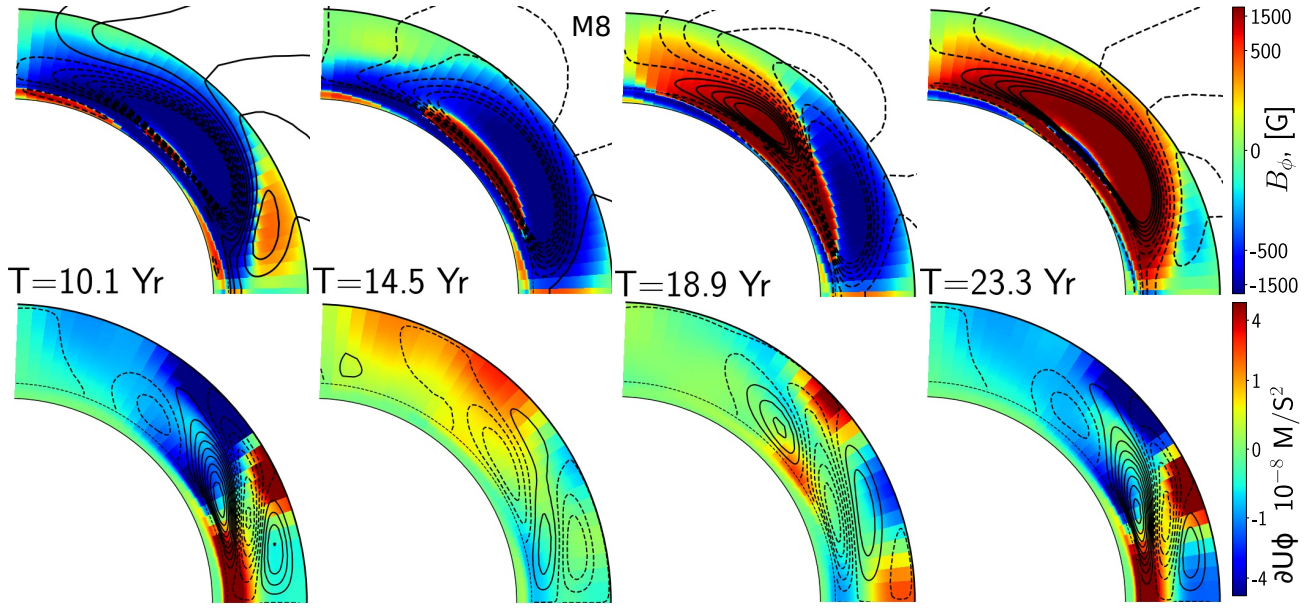 M8
1500
500
0
-500
-1500
B_ϕ, [G]
T=10.1 Yr
T=14.5 Yr
T=18.9 Yr
T=23.3 Yr
4
1
0
-1
-4
∂Uϕ 10⁻⁸ M/S²